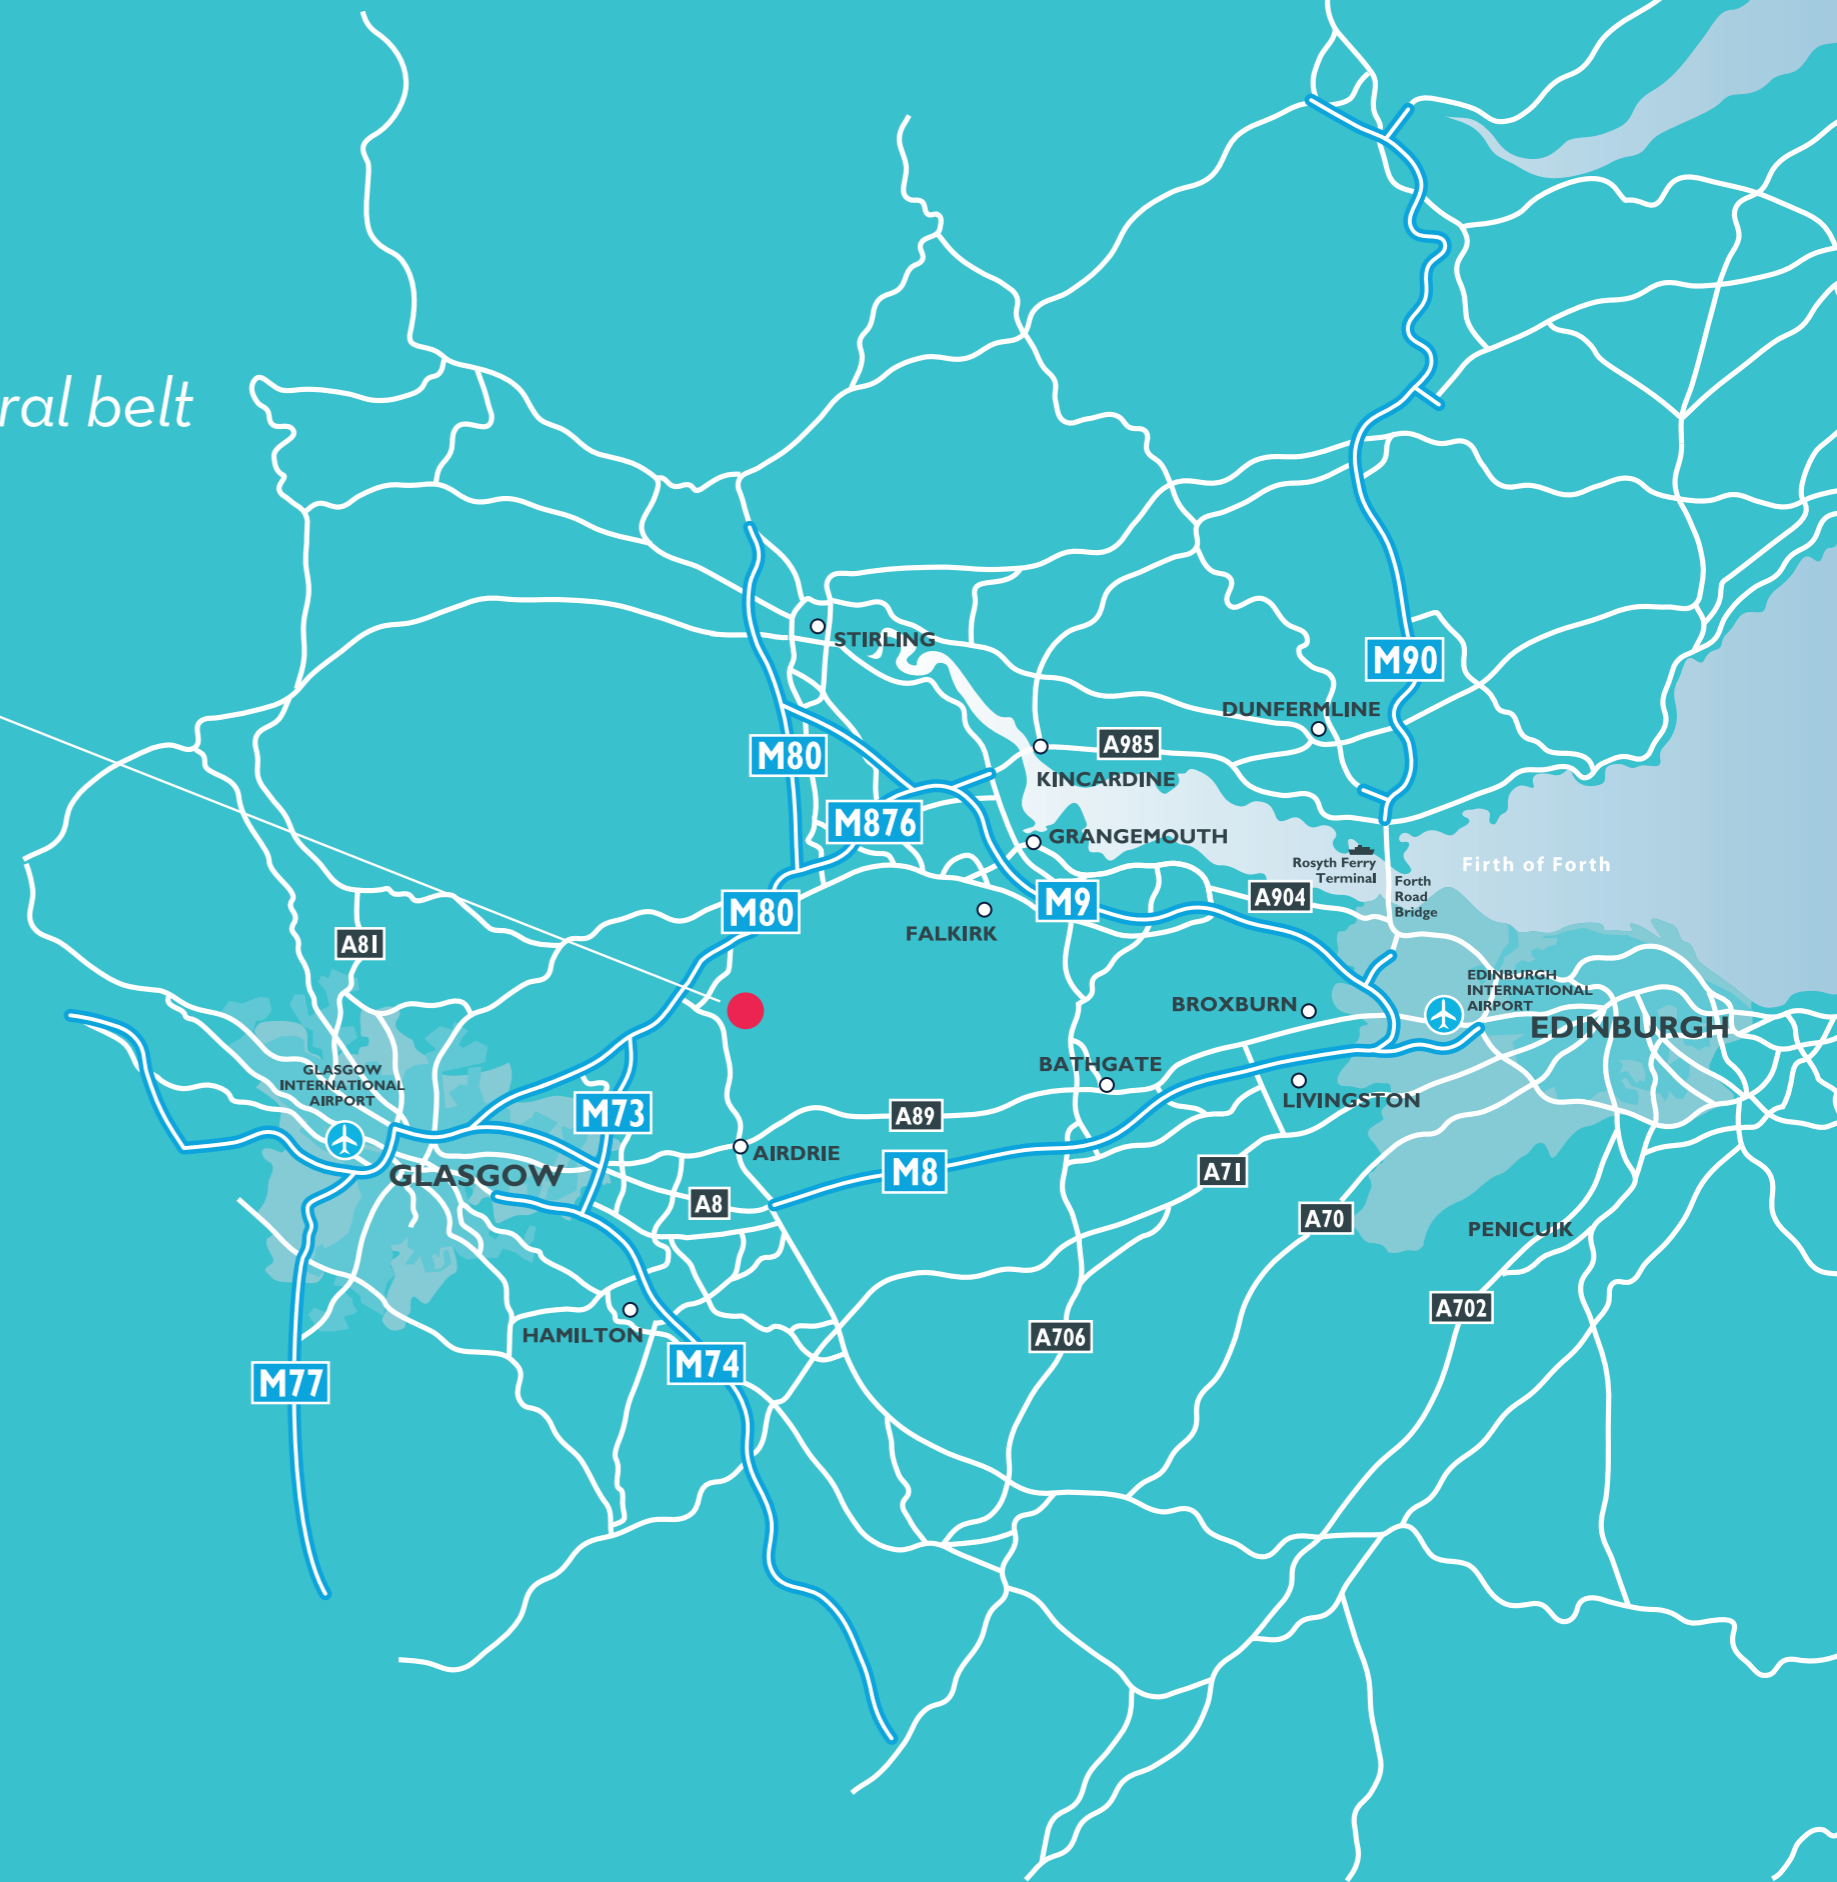 ral belt
STIRLING
M90
DUNFERMLINE
A985
M80
KINCARDINE
M876
GRANGEMOUTH
Rosyth Ferry
Terminal
Firth of Forth
Forth
Road
Bridge
A904
M9
M80
FALKIRK
A81
EDINBURGH
INTERNATIONAL
AIRPORT
BROXBURN
EDINBURGH
BATHGATE
GLASGOW
INTERNATIONAL
AIRPORT
LIVINGSTON
M73
A89
AIRDRIE
GLASGOW
M8
A71
A8
A70
PENICUIK
A702
HAMILTON
A706
M74
M77